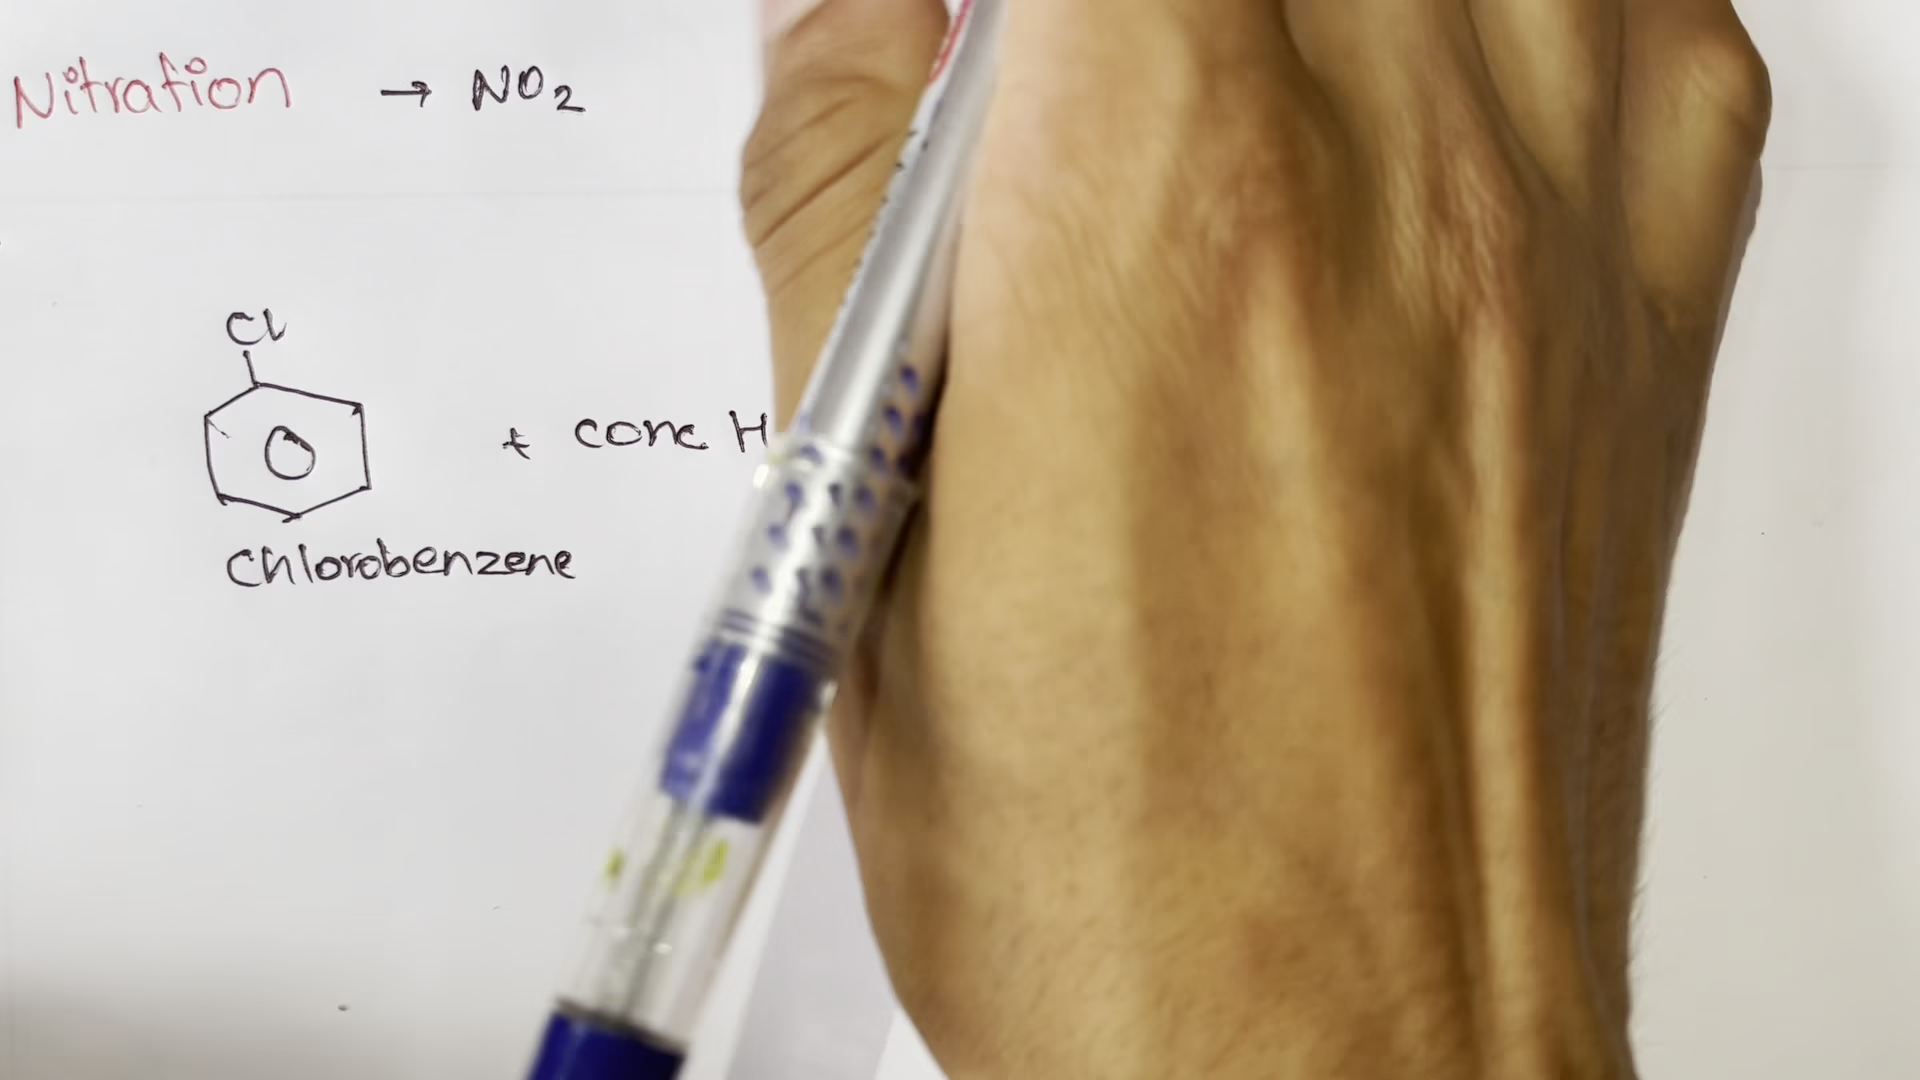 Nitration → NO₂
Cl
+ conc H
Chlorobenzene